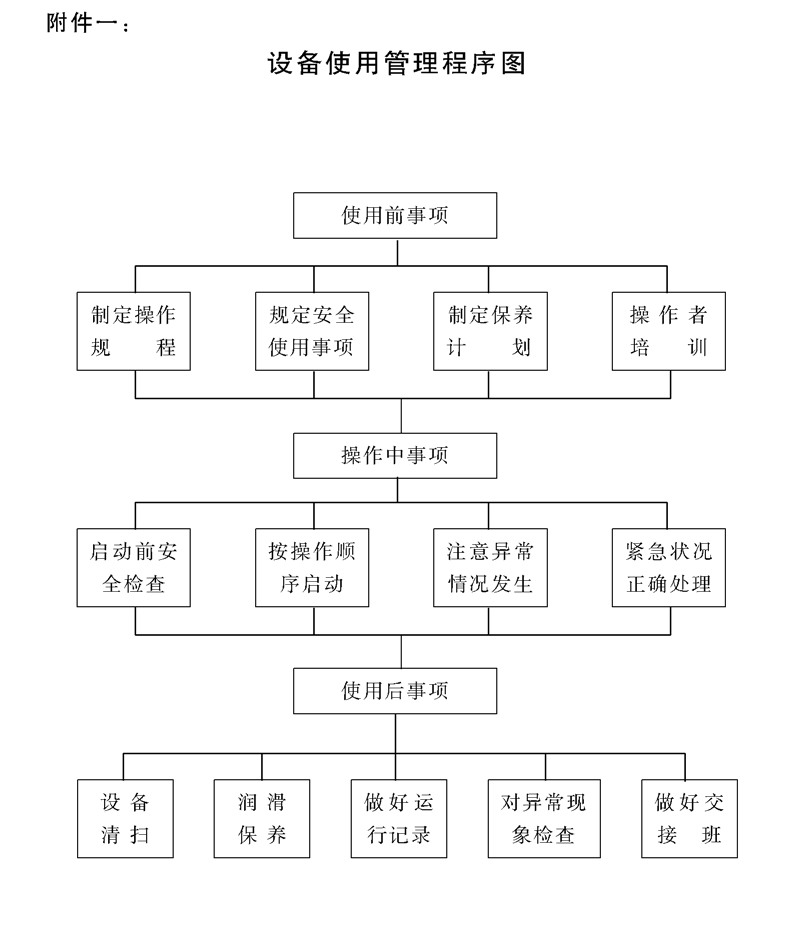 附件一：
设备使用管理程序图
使用前事项
制定操作
规程
规定安全
使用事项
制定保养
计划
操作者
培训
操作中事项
启动前安
全检查
按操作顺
序启动
注意异常
情况发生
紧急状况
正确处理
使用后事项
设备
清扫
润滑
保养
做好运
行记录
对异常现
象检查
做好交
接班